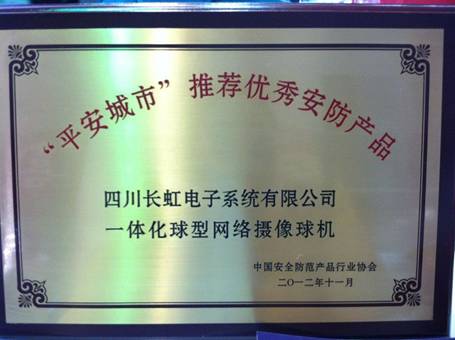 “平安城市”推荐优秀安防产品
四川长虹电子系统有限公司
一体化球型网络摄像球机
中国安全防范产品行业协会
二〇一二年十一月